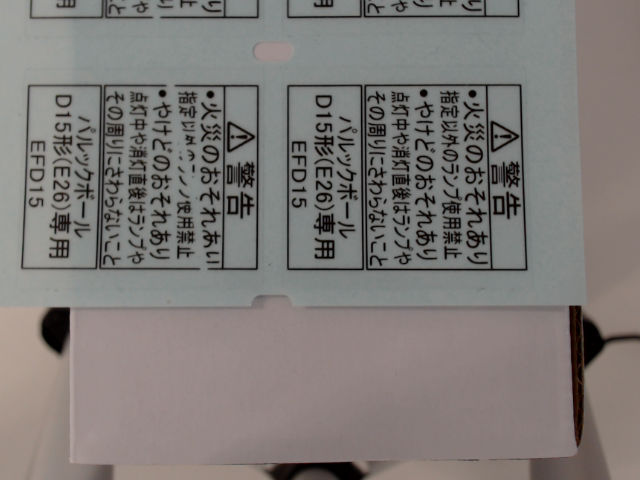 ⚠警告
•火災のおそれあり
指定以外のランプ使用禁止
•やけどのおそれあり
点灯中や消灯直後はランプや
その周りにさわらないこと
パルックボール
D15形(E26)専用
EFD15
⚠警告
•火災のおそれあい
指定以外のランプ使用禁止
•やけどのおそれあり
点灯中や消灯直後はランプや
その周りにさわらないこと
パルックボール
D15形(E26)専用
EFD15